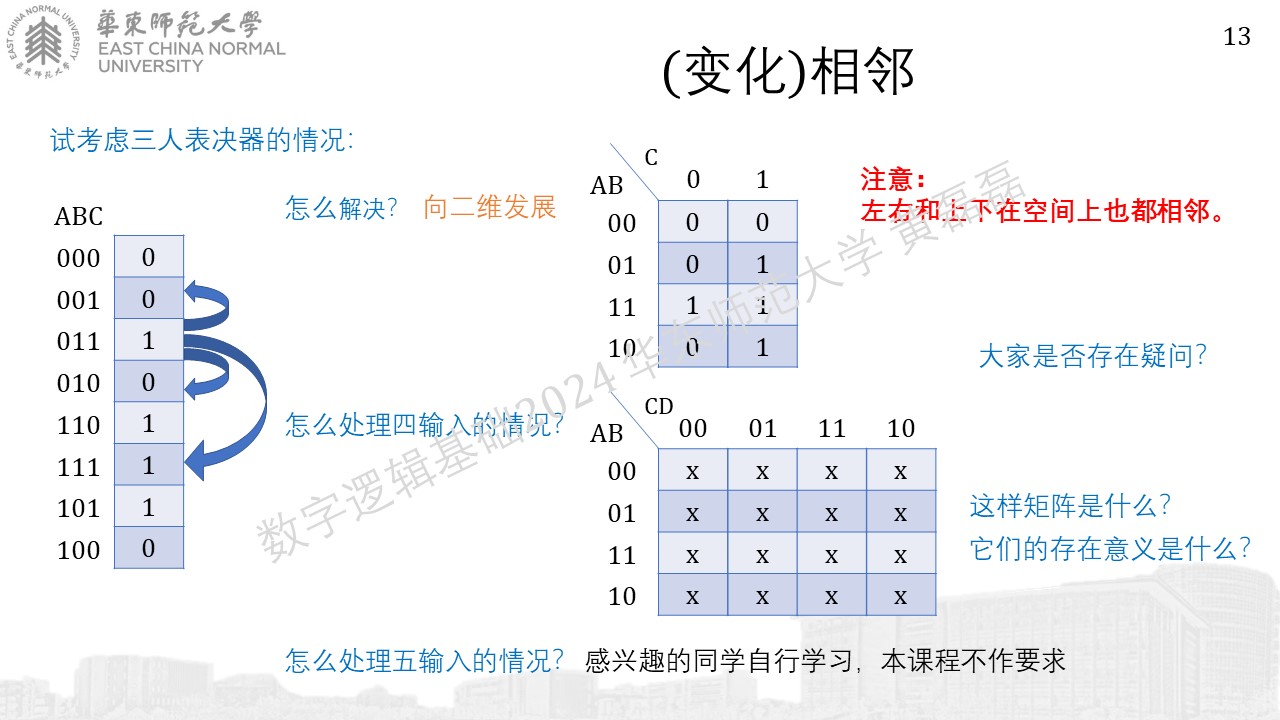 華東師范大學
EAST CHINA NORMAL
UNIVERSITY
EAST CHINA NORMAL UNIVERSITY
華東师范大学
13
(变化)相邻
试考虑三人表决器的情况：
怎么解决？ 向二维发展
ABC
000 0
001 0
011 1
010 0
110 1
111 1
101 1
100 0
C
AB 0 1
00 0 0
01 0 1
11 1 1
10 0 1
注意：
左右和上下在空间上也都相邻。
大家是否存在疑问？
怎么处理四输入的情况？
CD
AB 00 01 11 10
00 x x x x
01 x x x x
11 x x x x
10 x x x x
这样矩阵是什么？
它们的存在意义是什么？
怎么处理五输入的情况？ 感兴趣的同学自行学习，本课程不作要求
数字逻辑基础2024 华东师范大学 黄磊磊